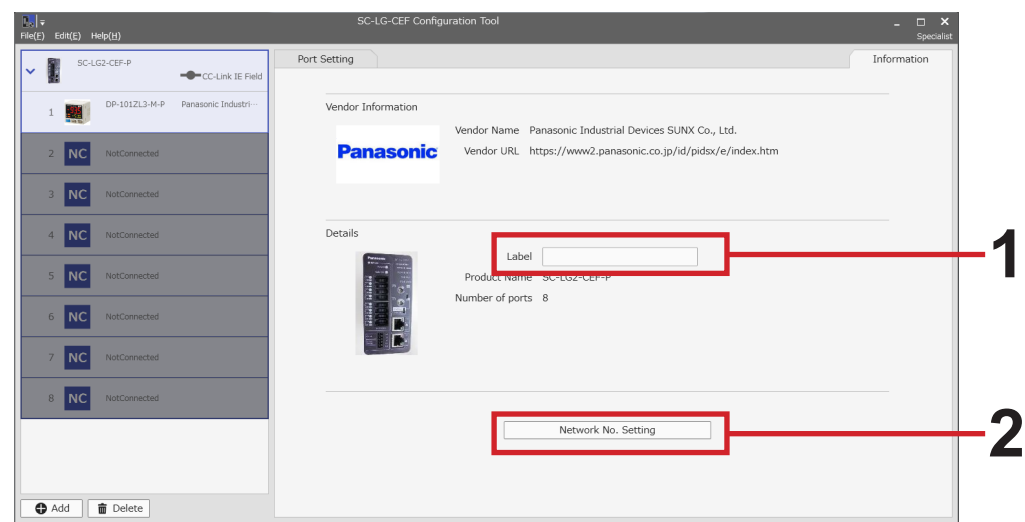 SC-LG-CEF Configuration Tool
File(F) Edit(E) Help(H)
Specialist
SC-LG2-CEF-P
CC-Link IE Field
1 DP-101ZL3-M-P Panasonic Industri···
2 NC NotConnected
3 NC NotConnected
4 NC NotConnected
5 NC NotConnected
6 NC NotConnected
7 NC NotConnected
8 NC NotConnected
Add Delete
Port Setting
Information
Vendor Information
Panasonic
Vendor Name Panasonic Industrial Devices SUNX Co., Ltd.
Vendor URL https://www2.panasonic.co.jp/id/pidsx/e/index.htm
Details
Panasonic
Label
Product Name SC-LG2-CEF-P
Number of ports 8
Network No. Setting
1
2